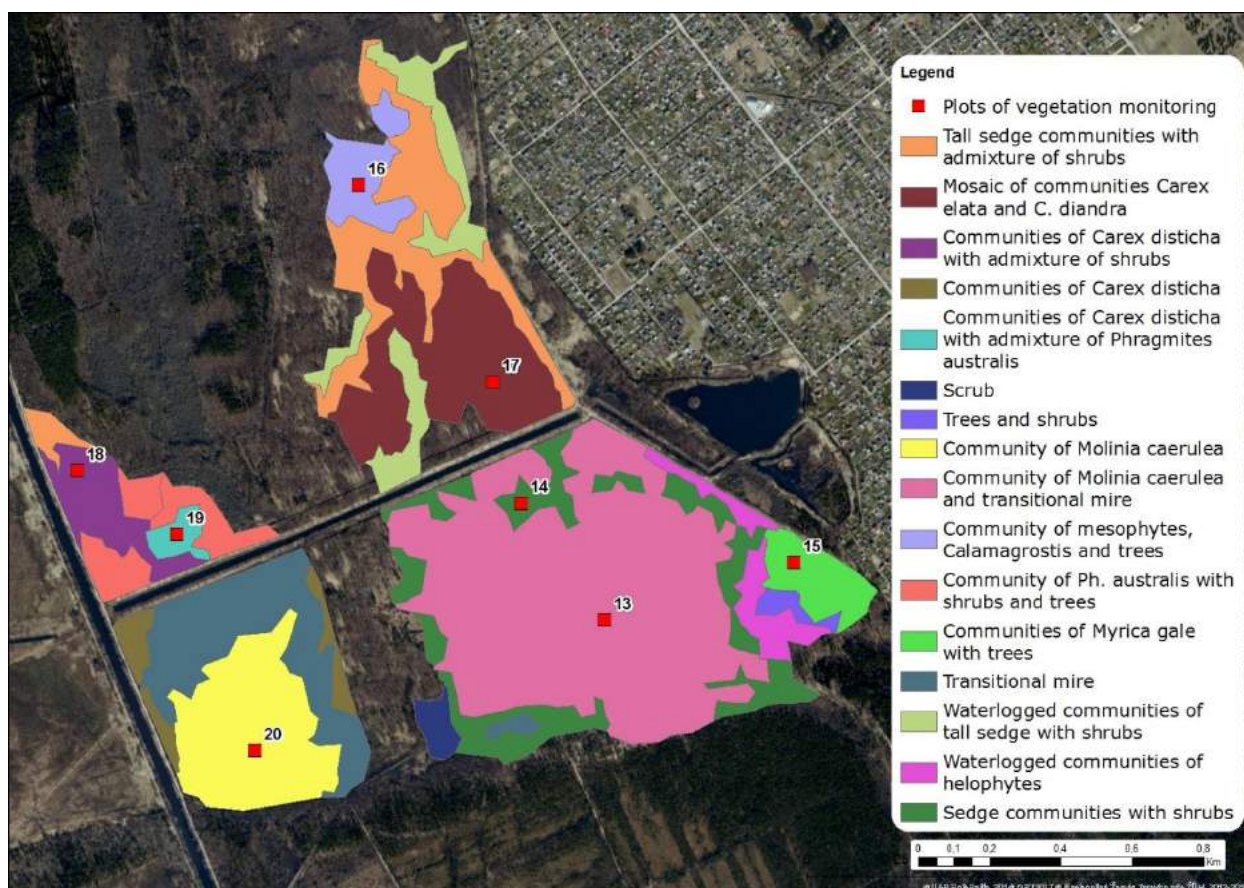 16
17
18
14
19
15
13
20
Legend
Plots of vegetation monitoring
Tall sedge communities with
admixture of shrubs
Mosaic of communities Carex
elata and C. diandra
Communities of Carex disticha
with admixture of shrubs
Communities of Carex disticha
Communities of Carex disticha
with admixture of Phragmites
australis
Scrub
Trees and shrubs
Community of Molinia caerulea
Community of Molinia caerulea
and transitional mire
Community of mesophytes,
Calamagrostis and trees
Community of Ph. australis with
shrubs and trees
Communities of Myrica gale
with trees
Transitional mire
Waterlogged communities of
tall sedge with shrubs
Waterlogged communities of
helophytes
Sedge communities with shrubs
0 0,1 0,2 0,4 0,6 0,8
Km